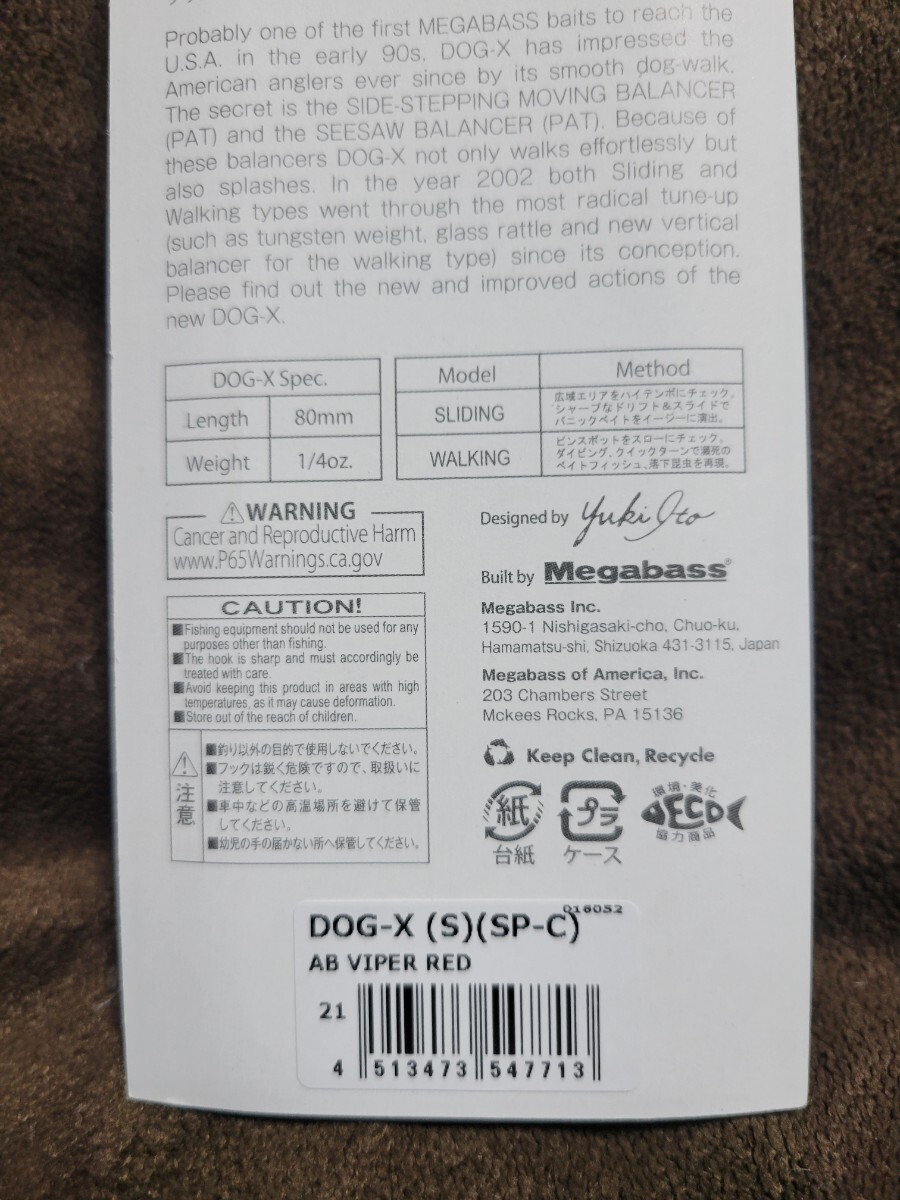 Probably one of the first MEGABASS baits to reach the
U.S.A. in the early 90s, DOG-X has impressed the
American anglers ever since by its smooth dog-walk.
The secret is the SIDE-STEPPING MOVING BALANCER
(PAT) and the SEESAW BALANCER (PAT). Because of
these balancers DOG-X not only walks effortlessly but
also splashes. In the year 2002 both Sliding and
Walking types went through the most radical tune-up
(such as tungsten weight, glass rattle and new vertical
balancer for the walking type) since its conception.
Please find out the new and improved actions of the
new DOG-X.
DOG-X Spec.
Length 80mm
Weight 1/4oz.
Model Method
SLIDING
広域エリアをハイテンポにチェック。
シャープなドリフト&スライドで
パニックベイトをイージーに演出。
WALKING
ピンスポットをスローにチェック。
ダイビング、クイックターンで瀕死の
ベイトフィッシュ、落下昆虫を再現。
⚠WARNING
Cancer and Reproductive Harm
www.P65Warnings.ca.gov
CAUTION!
■Fishing equipment should not be used for any
purposes other than fishing.
■The hook is sharp and must accordingly be
treated with care.
■Avoid keeping this product in areas with high
temperatures, as it may cause deformation.
■Store out of the reach of children.
注意
■釣り以外の目的で使用しないでください。
■フックは鋭く危険ですので、取扱いに
注意してください。
■車中などの高温場所を避けて保管
してください。
■幼児の手の届かない所へ保管してください。
Designed by Yuki Ito
Built by Megabass®
Megabass Inc.
1590-1 Nishigasaki-cho, Chuo-ku,
Hamamatsu-shi, Shizuoka 431-3115, Japan
Megabass of America, Inc.
203 Chambers Street
Mckees Rocks, PA 15136
Keep Clean, Recycle
紙
台紙
プラ
ケース
環境・美化
ECO
協力商品
016052
DOG-X (S)(SP-C)
AB VIPER RED
21
4 513473 547713